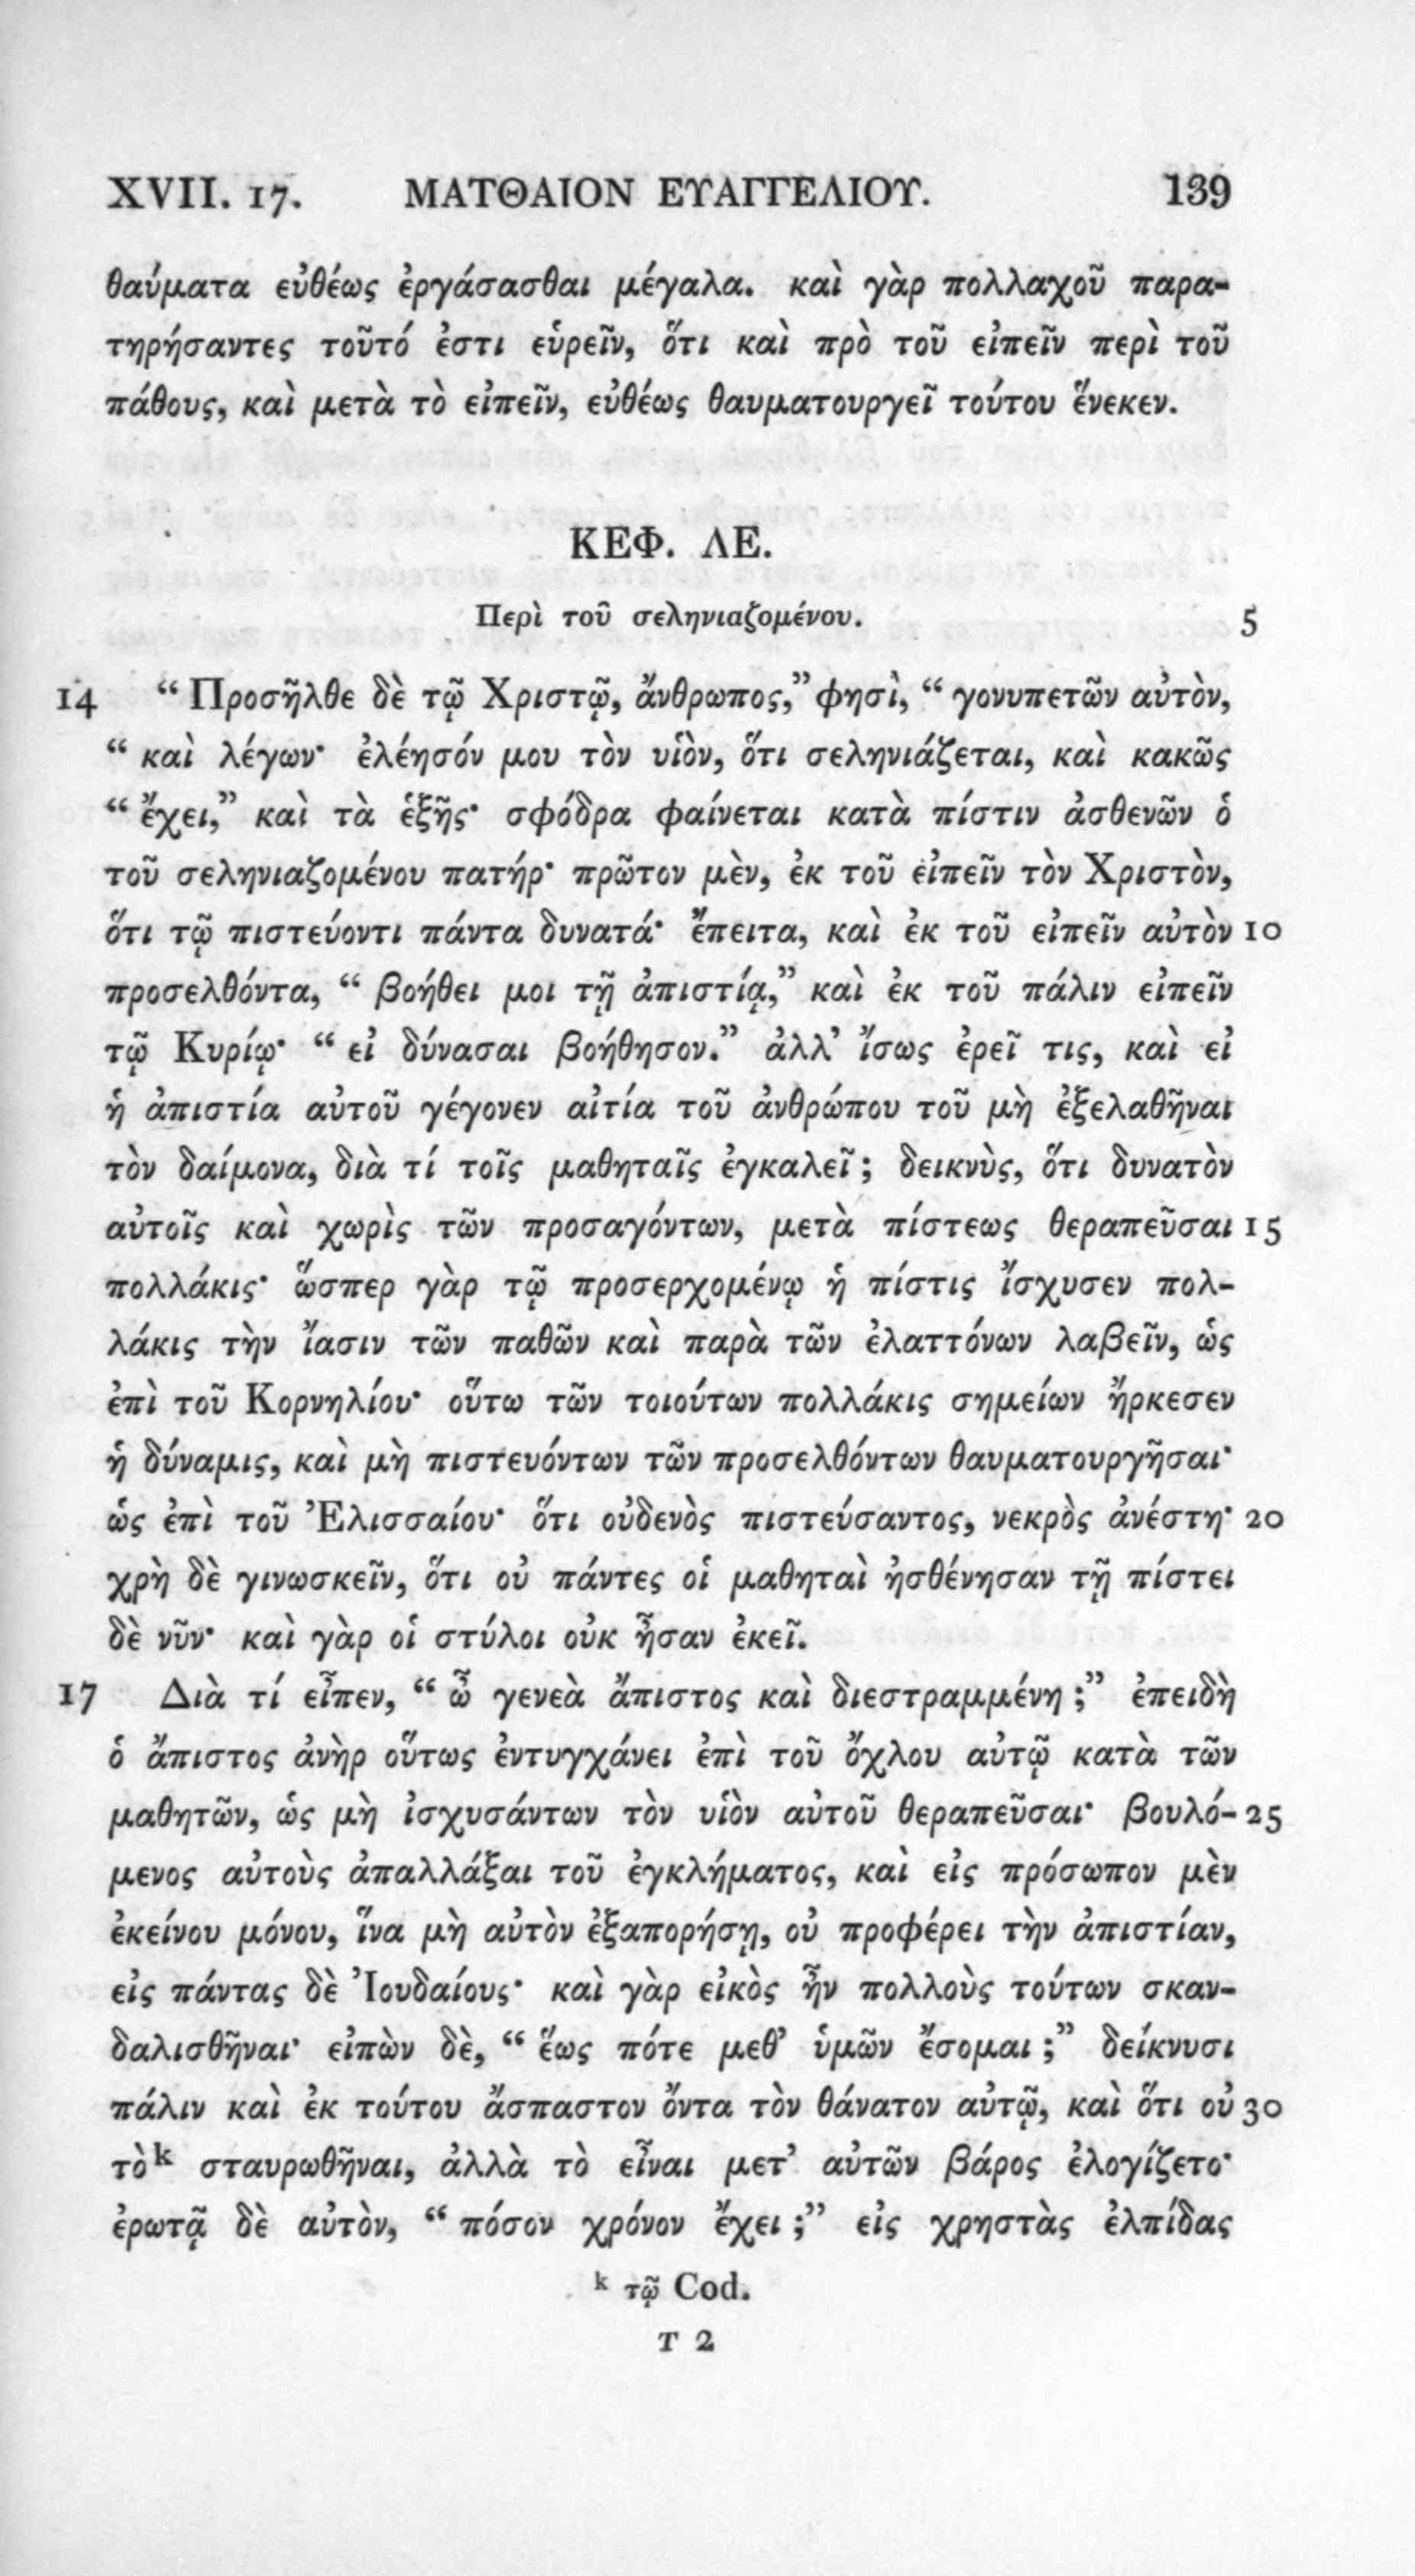 XVII. 17. ΜΑΤΘΑΙΟΝ ΕΥΑΓΓΕΛΙΟΥ. 139
θαύματα εὐθέως ἐργάσασθαι μέγαλα. καὶ γὰρ πολλαχοῦ παρα-
τηρήσαντες τοῦτό ἐστι εὑρεῖν, ὅτι καὶ πρὸ τοῦ εἰπεῖν περὶ τοῦ
πάθους, καὶ μετὰ τὸ εἰπεῖν, εὐθέως θαυματουργεῖ τούτου ἕνεκεν.
ΚΕΦ. ΛΕ.
Περὶ τοῦ σεληνιαζομένου. 5
14 “ Προσῆλθε δὲ τῷ Χριστῷ, ἄνθρωπος,” φησὶ, “ γονυπετῶν αὐτὸν,
“ καὶ λέγων· ἐλέησόν μου τὸν υἱὸν, ὅτι σεληνιάζεται, καὶ κακῶς
“ ἔχει,” καὶ τὰ ἑξῆς· σφόδρα φαίνεται κατὰ πίστιν ἀσθενῶν ὁ
τοῦ σεληνιαζομένου πατήρ· πρῶτον μὲν, ἐκ τοῦ εἰπεῖν τὸν Χριστὸν,
ὅτι τῷ πιστεύοντι πάντα δυνατά· ἔπειτα, καὶ ἐκ τοῦ εἰπεῖν αὐτὸν 10
προσελθόντα, “ βοήθει μοι τῇ ἀπιστίᾳ,” καὶ ἐκ τοῦ πάλιν εἰπεῖν
τῷ Κυρίῳ· “ εἰ δύνασαι βοήθησον.” ἀλλ’ ἴσως ἐρεῖ τις, καὶ εἰ
ἡ ἀπιστία αὐτοῦ γέγονεν αἰτία τοῦ ἀνθρώπου τοῦ μὴ ἐξελαθῆναι
τὸν δαίμονα, διὰ τί τοῖς μαθηταῖς ἐγκαλεῖ ; δεικνὺς, ὅτι δυνατὸν
αὐτοῖς καὶ χωρὶς τῶν προσαγόντων, μετὰ πίστεως θεραπεῦσαι 15
πολλάκις· ὥσπερ γὰρ τῷ προσερχομένῳ ἡ πίστις ἴσχυσεν πολ-
λάκις τὴν ἴασιν τῶν παθῶν καὶ παρὰ τῶν ἐλαττόνων λαβεῖν, ὡς
ἐπὶ τοῦ Κορνηλίου· οὕτω τῶν τοιούτων πολλάκις σημείων ἤρκεσεν
ἡ δύναμις, καὶ μὴ πιστευόντων τῶν προσελθόντων θαυματουργῆσαι·
ὡς ἐπὶ τοῦ Ἐλισσαίου· ὅτι οὐδενὸς πιστεύσαντος, νεκρὸς ἀνέστη· 20
χρὴ δὲ γινωσκεῖν, ὅτι οὐ πάντες οἱ μαθηταὶ ἠσθένησαν τῇ πίστει
δὲ νῦν· καὶ γὰρ οἱ στύλοι οὐκ ἦσαν ἐκεῖ.
17 Διὰ τί εἶπεν, “ ὦ γενεὰ ἄπιστος καὶ διεστραμμένη ;” ἐπειδὴ
ὁ ἄπιστος ἀνὴρ οὕτως ἐντυγχάνει ἐπὶ τοῦ ὄχλου αὐτῷ κατὰ τῶν
μαθητῶν, ὡς μὴ ἰσχυσάντων τὸν υἱὸν αὐτοῦ θεραπεῦσαι· βουλό- 25
μενος αὐτοὺς ἀπαλλάξαι τοῦ ἐγκλήματος, καὶ εἰς πρόσωπον μὲν
ἐκείνου μόνου, ἵνα μὴ αὐτὸν ἐξαπορήσῃ, οὐ προφέρει τὴν ἀπιστίαν,
εἰς πάντας δὲ Ἰουδαίους· καὶ γὰρ εἰκὸς ἦν πολλοὺς τούτων σκαν-
δαλισθῆναι· εἰπὼν δὲ, “ ἕως πότε μεθ’ ὑμῶν ἔσομαι ;” δείκνυσι
πάλιν καὶ ἐκ τούτου ἄσπαστον ὄντα τὸν θάνατον αὐτῷ, καὶ ὅτι οὐ 30
τὸ k σταυρωθῆναι, ἀλλὰ τὸ εἶναι μετ’ αὐτῶν βάρος ἐλογίζετο·
ἐρωτᾷ δὲ αὐτὸν, “ πόσον χρόνον ἔχει ;” εἰς χρηστὰς ἐλπίδας
k τῷ Cod.
T 2